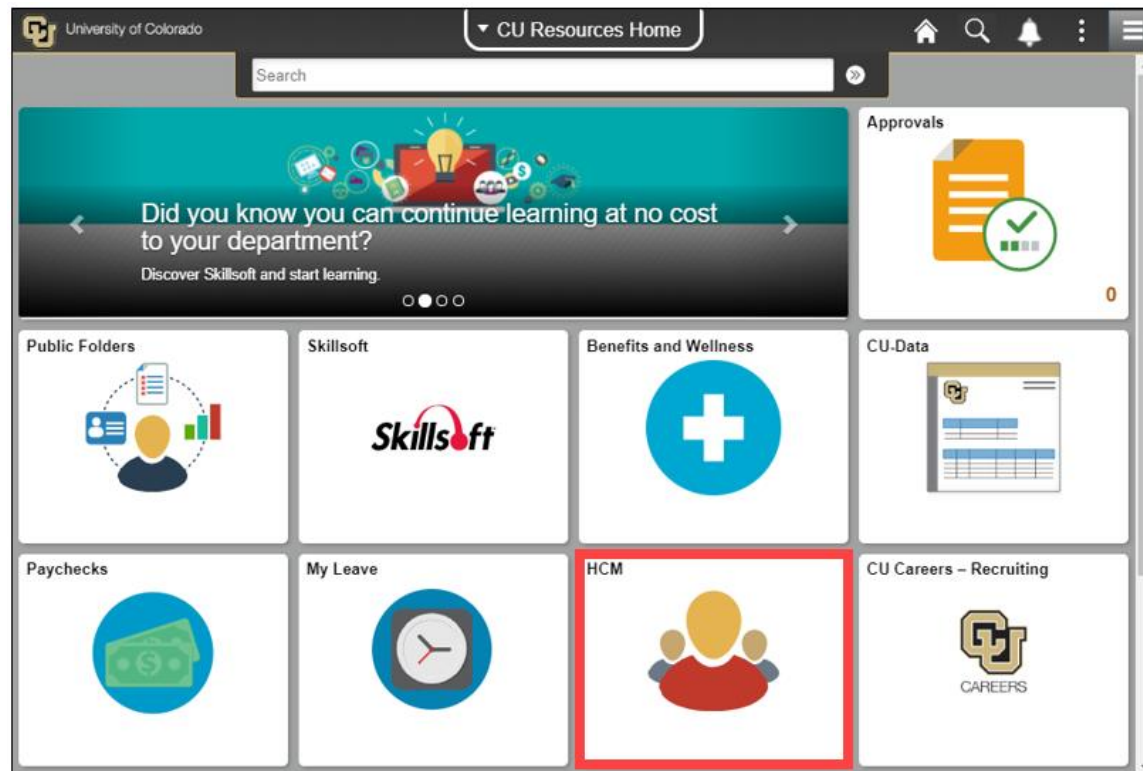 University of Colorado
CU Resources Home
Search
Did you know you can continue learning at no cost
to your department?
Discover Skillsoft and start learning.
Approvals
0
Public Folders
Skillsoft
Skillsoft
Benefits and Wellness
CU-Data
Paychecks
My Leave
HCM
CU Careers – Recruiting
CU
CAREERS